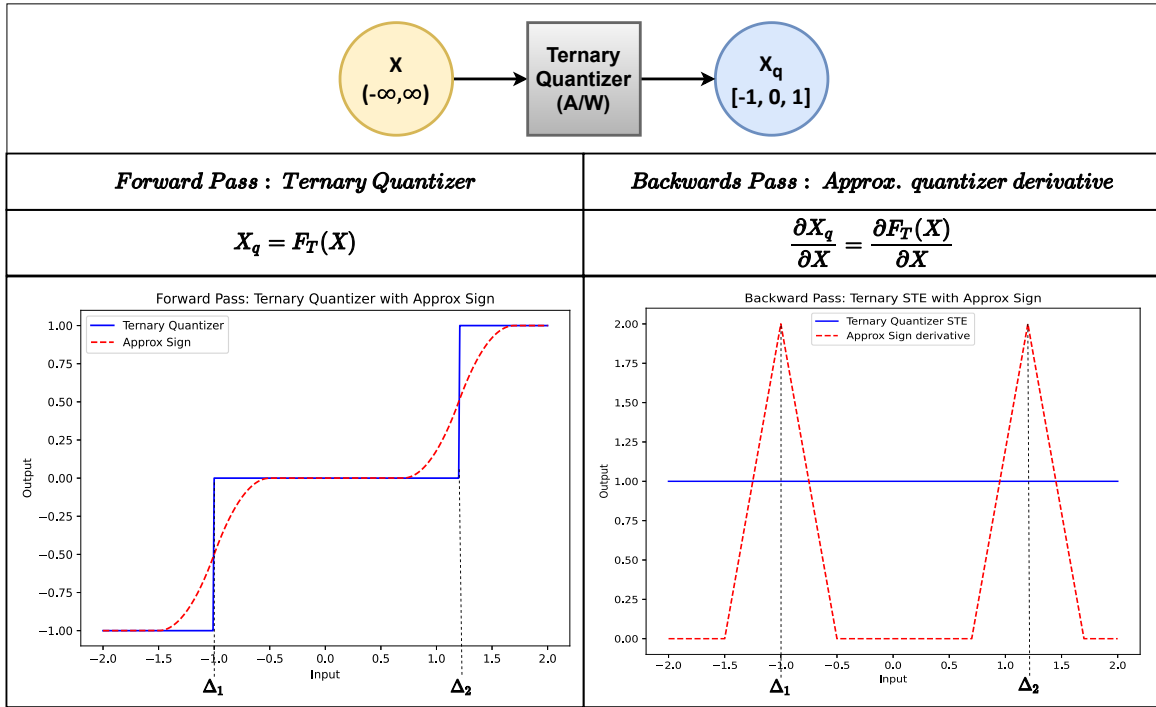 X
(-∞,∞)
Ternary
Quantizer
(A/W)
X_q
[-1, 0, 1]
Forward Pass : Ternary Quantizer
Backwards Pass : Approx. quantizer derivative
X_q = F_T(X)
∂X_q/∂X = ∂F_T(X)/∂X
Forward Pass: Ternary Quantizer with Approx Sign
Ternary Quantizer
Approx Sign
1.00
0.75
0.50
0.25
0.00
−0.25
−0.50
−0.75
−1.00
Output
−2.0 −1.5 −1.0 −0.5 0.0 0.5 1.0 1.5 2.0
Input
Δ₁ Δ₂
Backward Pass: Ternary STE with Approx Sign
Ternary Quantizer STE
Approx Sign derivative
2.00
1.75
1.50
1.25
1.00
0.75
0.50
0.25
0.00
Output
−2.0 −1.5 −1.0 −0.5 0.0 0.5 1.0 1.5 2.0
Input
Δ₁ Δ₂